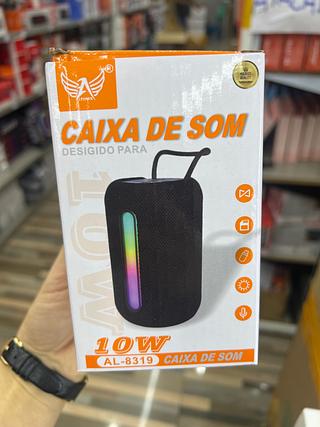 ®
CAIXA DE SOM
DESIGIDO PARA
10W
10W
AL-8319 CAIXA DE SOM